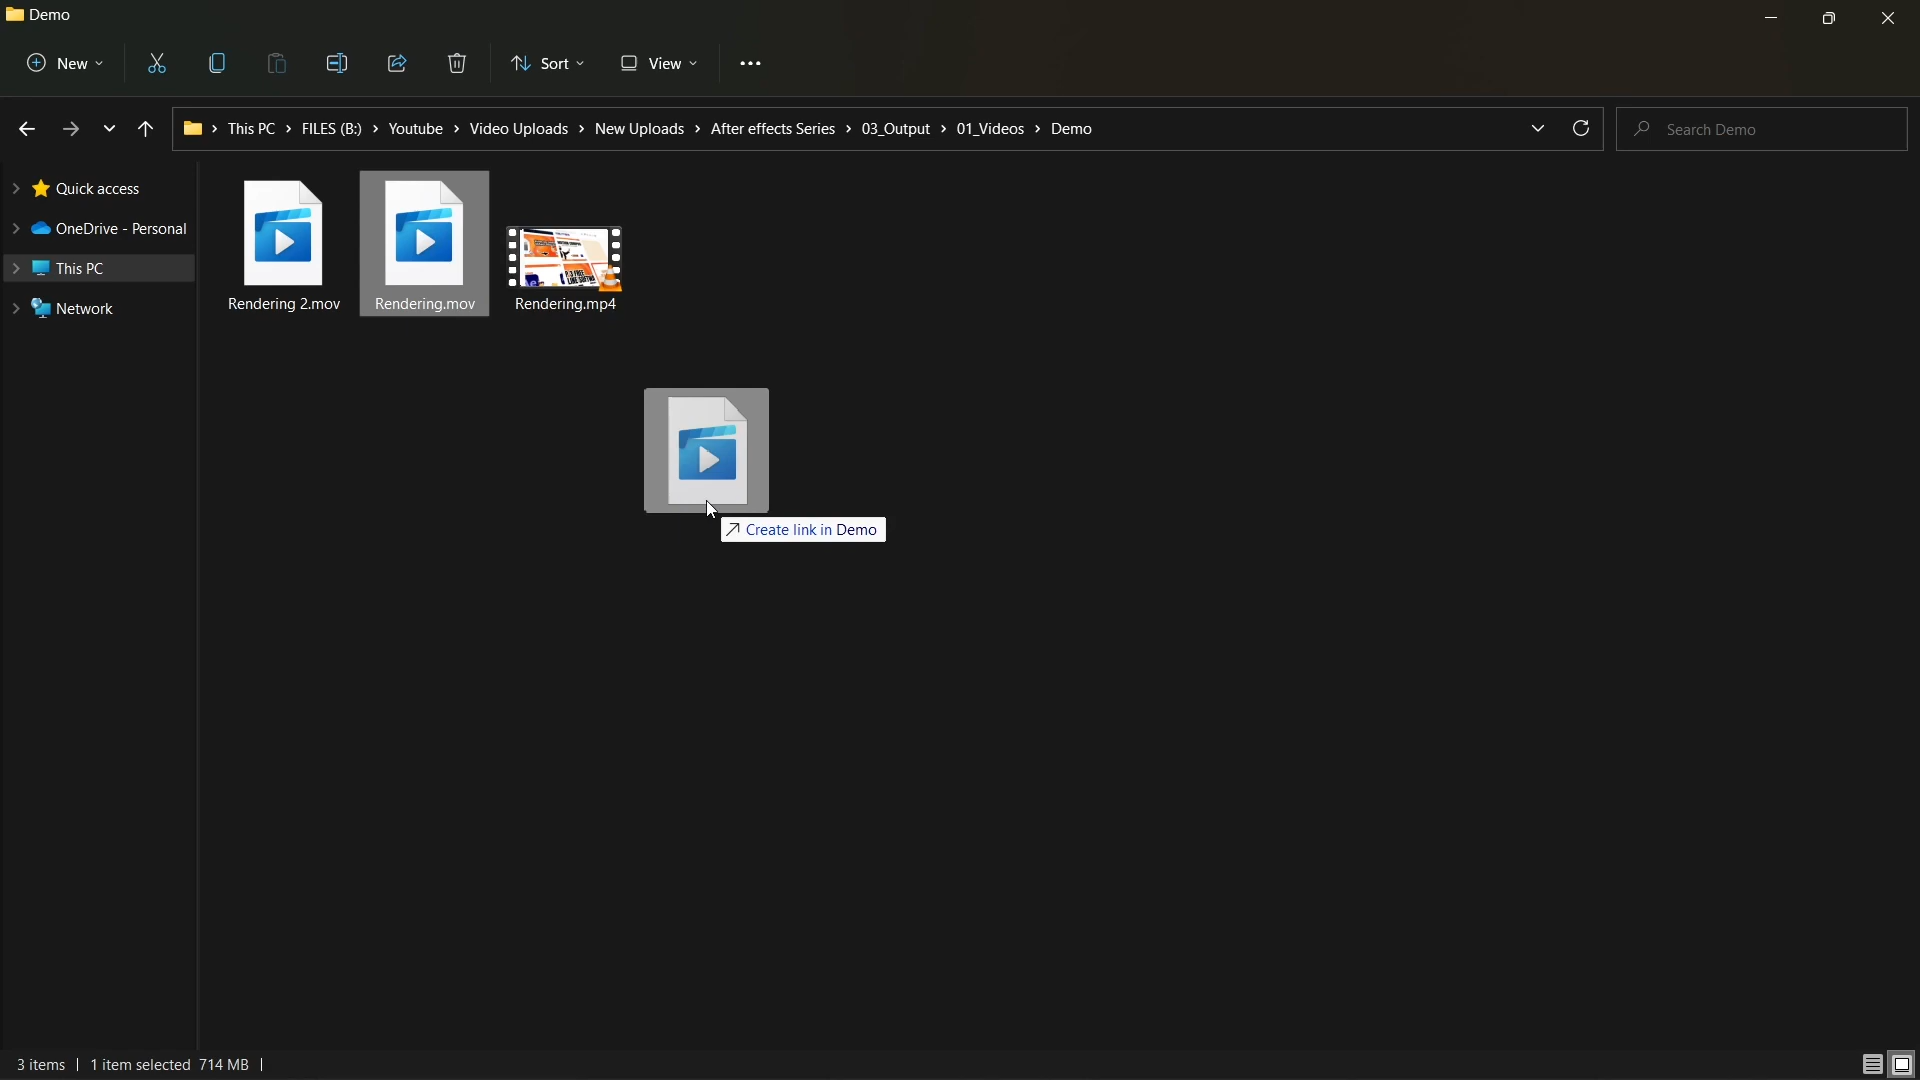 Demo
New
Sort
View
This PC
FILES (B:)
Youtube
Video Uploads
New Uploads
After effects Series
03_Output
01_Videos
Demo
Search Demo
Quick access
OneDrive - Personal
This PC
Network
Rendering 2.mov
Rendering.mov
Rendering.mp4
Create link in Demo
3 items
1 item selected 714 MB